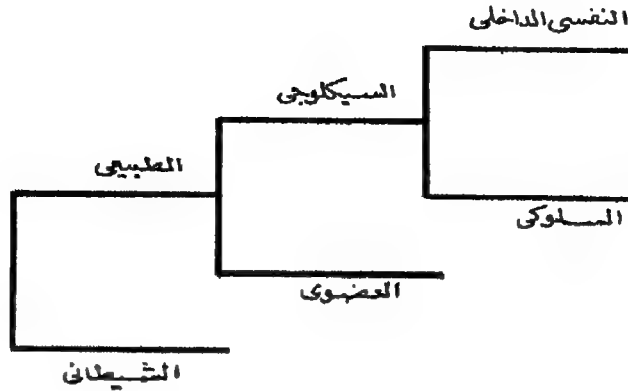 النفسى الداخلى
السيكلوجى
الطبيعى
السلوكى
العضوى
الشيطانى